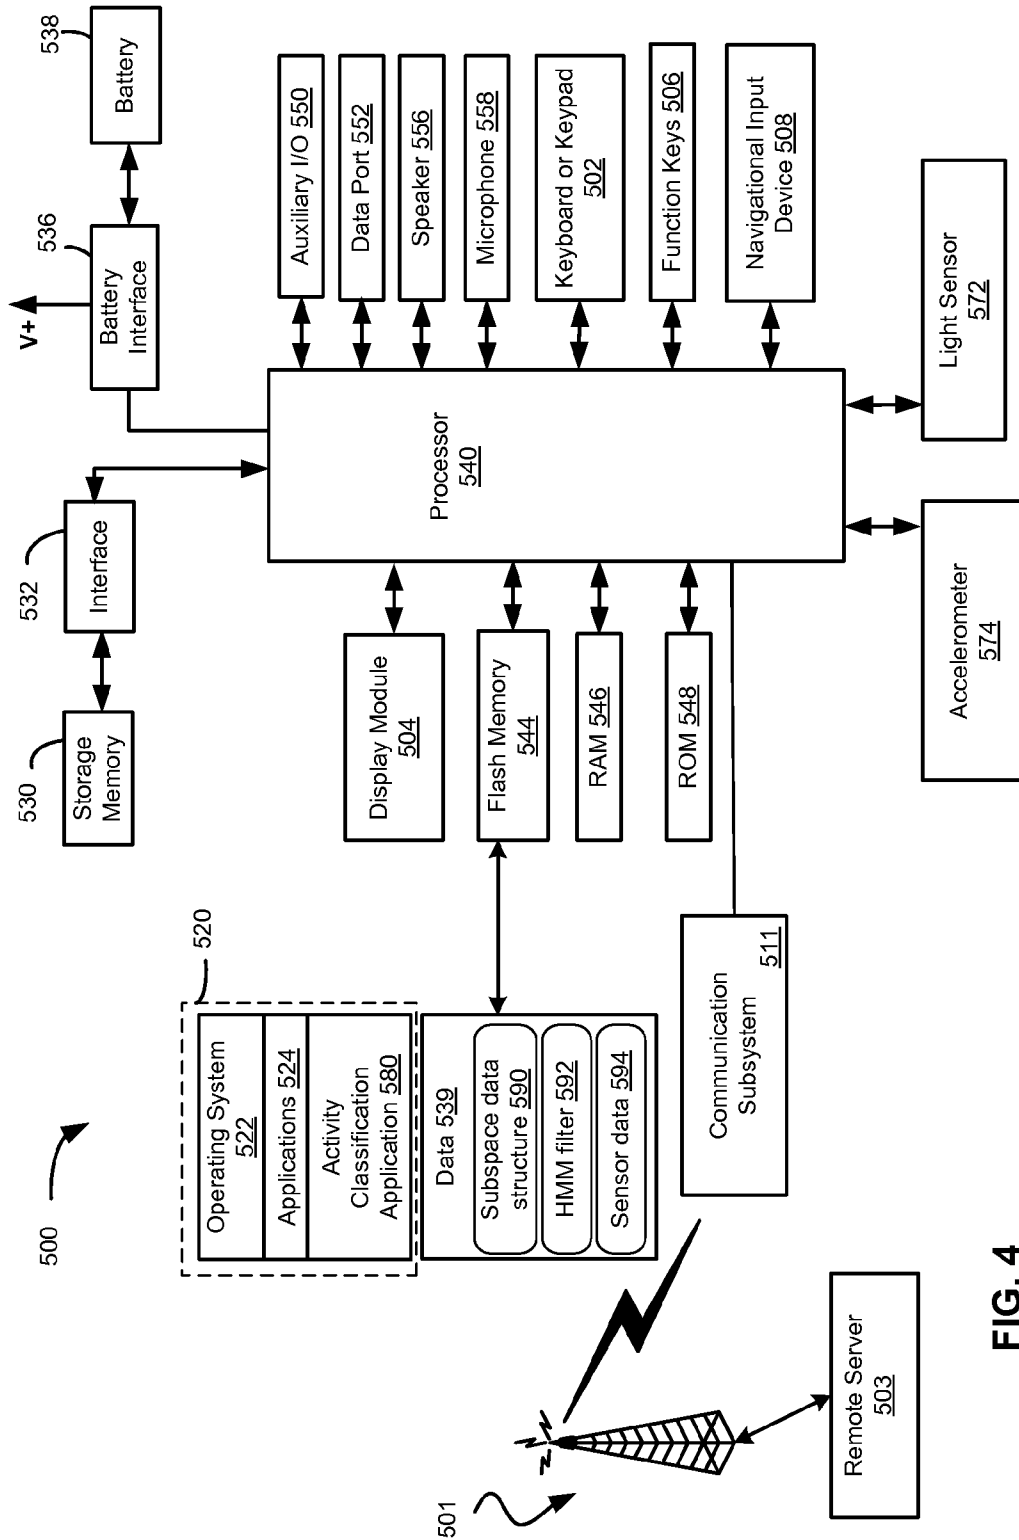 500
520
Operating System
522
Applications 524
Activity
Classification
Application 580
Data 539
Subspace data
structure 590
HMM filter 592
Sensor data 594
501
Remote Server
503
Communication
Subsystem
511
530
Storage
Memory
532
Interface
V+
536
Battery
Interface
538
Battery
Display Module
504
Flash Memory
544
RAM 546
ROM 548
Processor
540
Auxiliary I/O 550
Data Port 552
Speaker 556
Microphone 558
Keyboard or Keypad
502
Function Keys 506
Navigational Input
Device 508
Accelerometer
574
Light Sensor
572
FIG. 4